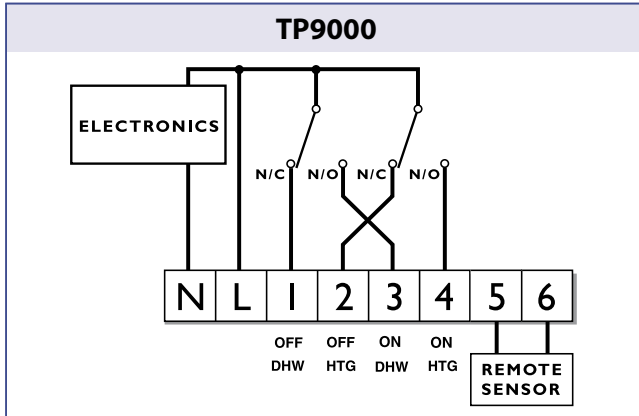 TP9000
ELECTRONICS
N/C N/O N/C N/O
N L 1 2 3 4 5 6
OFF OFF ON ON
DHW HTG DHW HTG
REMOTE
SENSOR